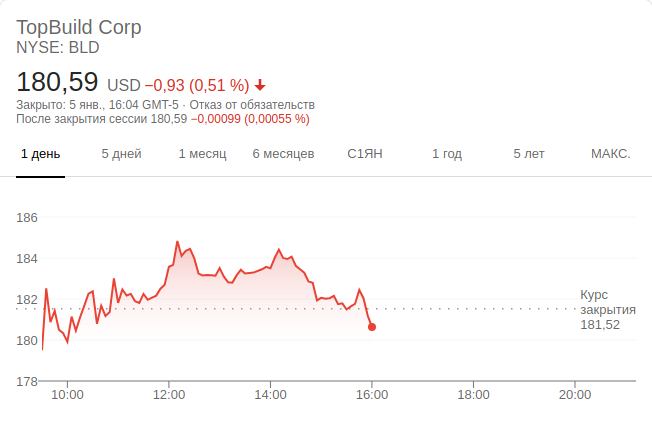 TopBuild Corp
NYSE: BLD
180,59 USD −0,93 (0,51 %)
Закрыто: 5 янв., 16:04 GMT-5 · Отказ от обязательств
После закрытия сессии 180,59 −0,00099 (0,00055 %)
1 день 5 дней 1 месяц 6 месяцев С1ЯН 1 год 5 лет МАКС.
186
184
182
Курс
закрытия
181,52
180
178
10:00 12:00 14:00 16:00 18:00 20:00